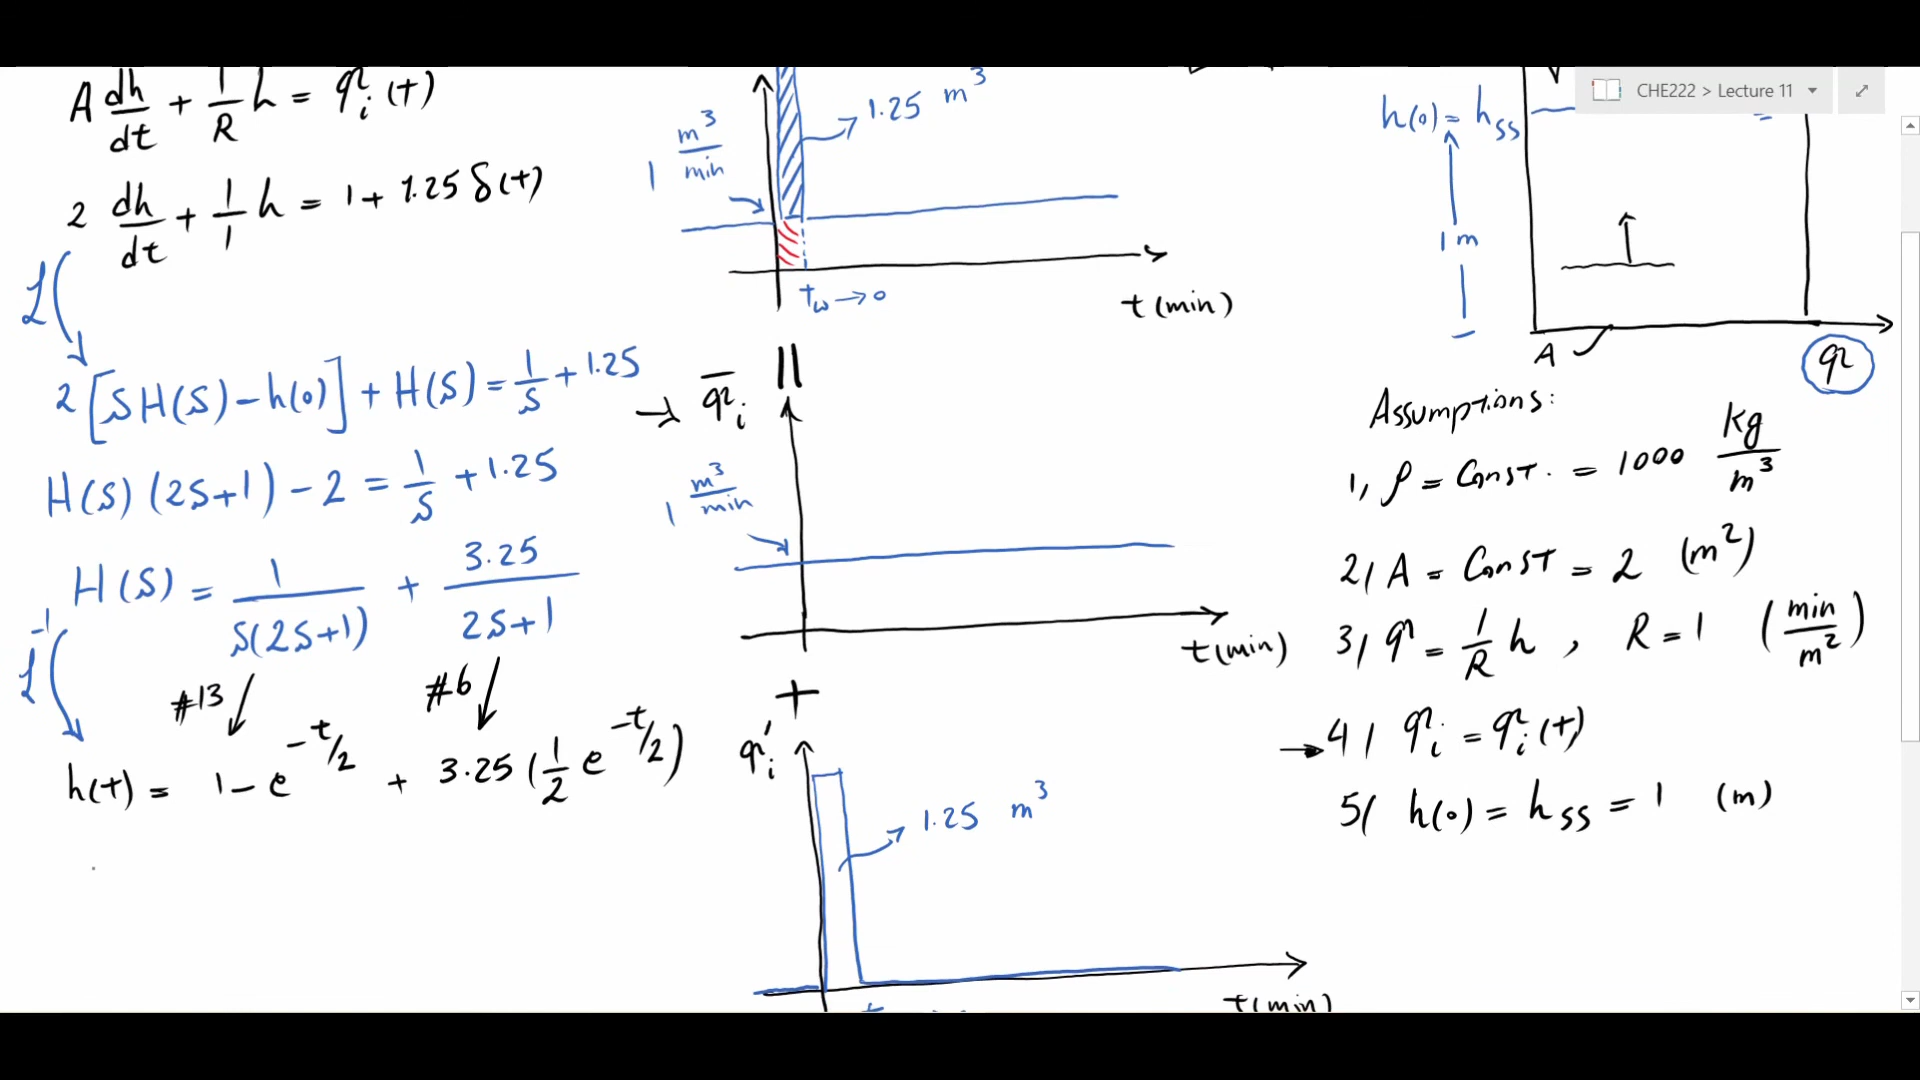 A dh/dt + 1/R h = qi(t)
2 dh/dt + 1/1 h = 1 + 1.25 δ(t)
ℒ
2 [S H(S) - h(0)] + H(S) = 1/S + 1.25
H(S) (2S+1) - 2 = 1/S + 1.25
H(S) = 1/S(2S+1) + 3.25/2S+1
ℒ-1
#13
#6
h(t) = 1 - e^-t/2 + 3.25 (1/2 e^-t/2)
1 m3/min
1.25 m3
tw → 0
t (min)
=
→ q̄i
1 m3/min
t (min)
+
qi'
1.25 m3
t (min)
CHE222 > Lecture 11
h(0) = hss
1 m
A
q
Assumptions:
1, ρ = Const. = 1000 kg/m3
2, A = Const = 2 (m2)
3, q = 1/R h , R = 1 (min/m2)
→ 4, qi = qi(t)
5, h(0) = hss = 1 (m)